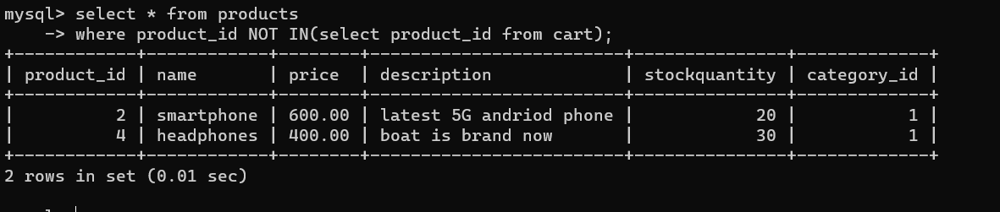 mysql> select * from products
    -> where product_id NOT IN(select product_id from cart);
+------------+------------+--------+--------------------------+---------------+-------------+
| product_id | name       | price  | description              | stockquantity | category_id |
+------------+------------+--------+--------------------------+---------------+-------------+
|          2 | smartphone | 600.00 | latest 5G andriod phone |            20 |           1 |
|          4 | headphones | 400.00 | boat is brand now        |            30 |           1 |
+------------+------------+--------+--------------------------+---------------+-------------+
2 rows in set (0.01 sec)